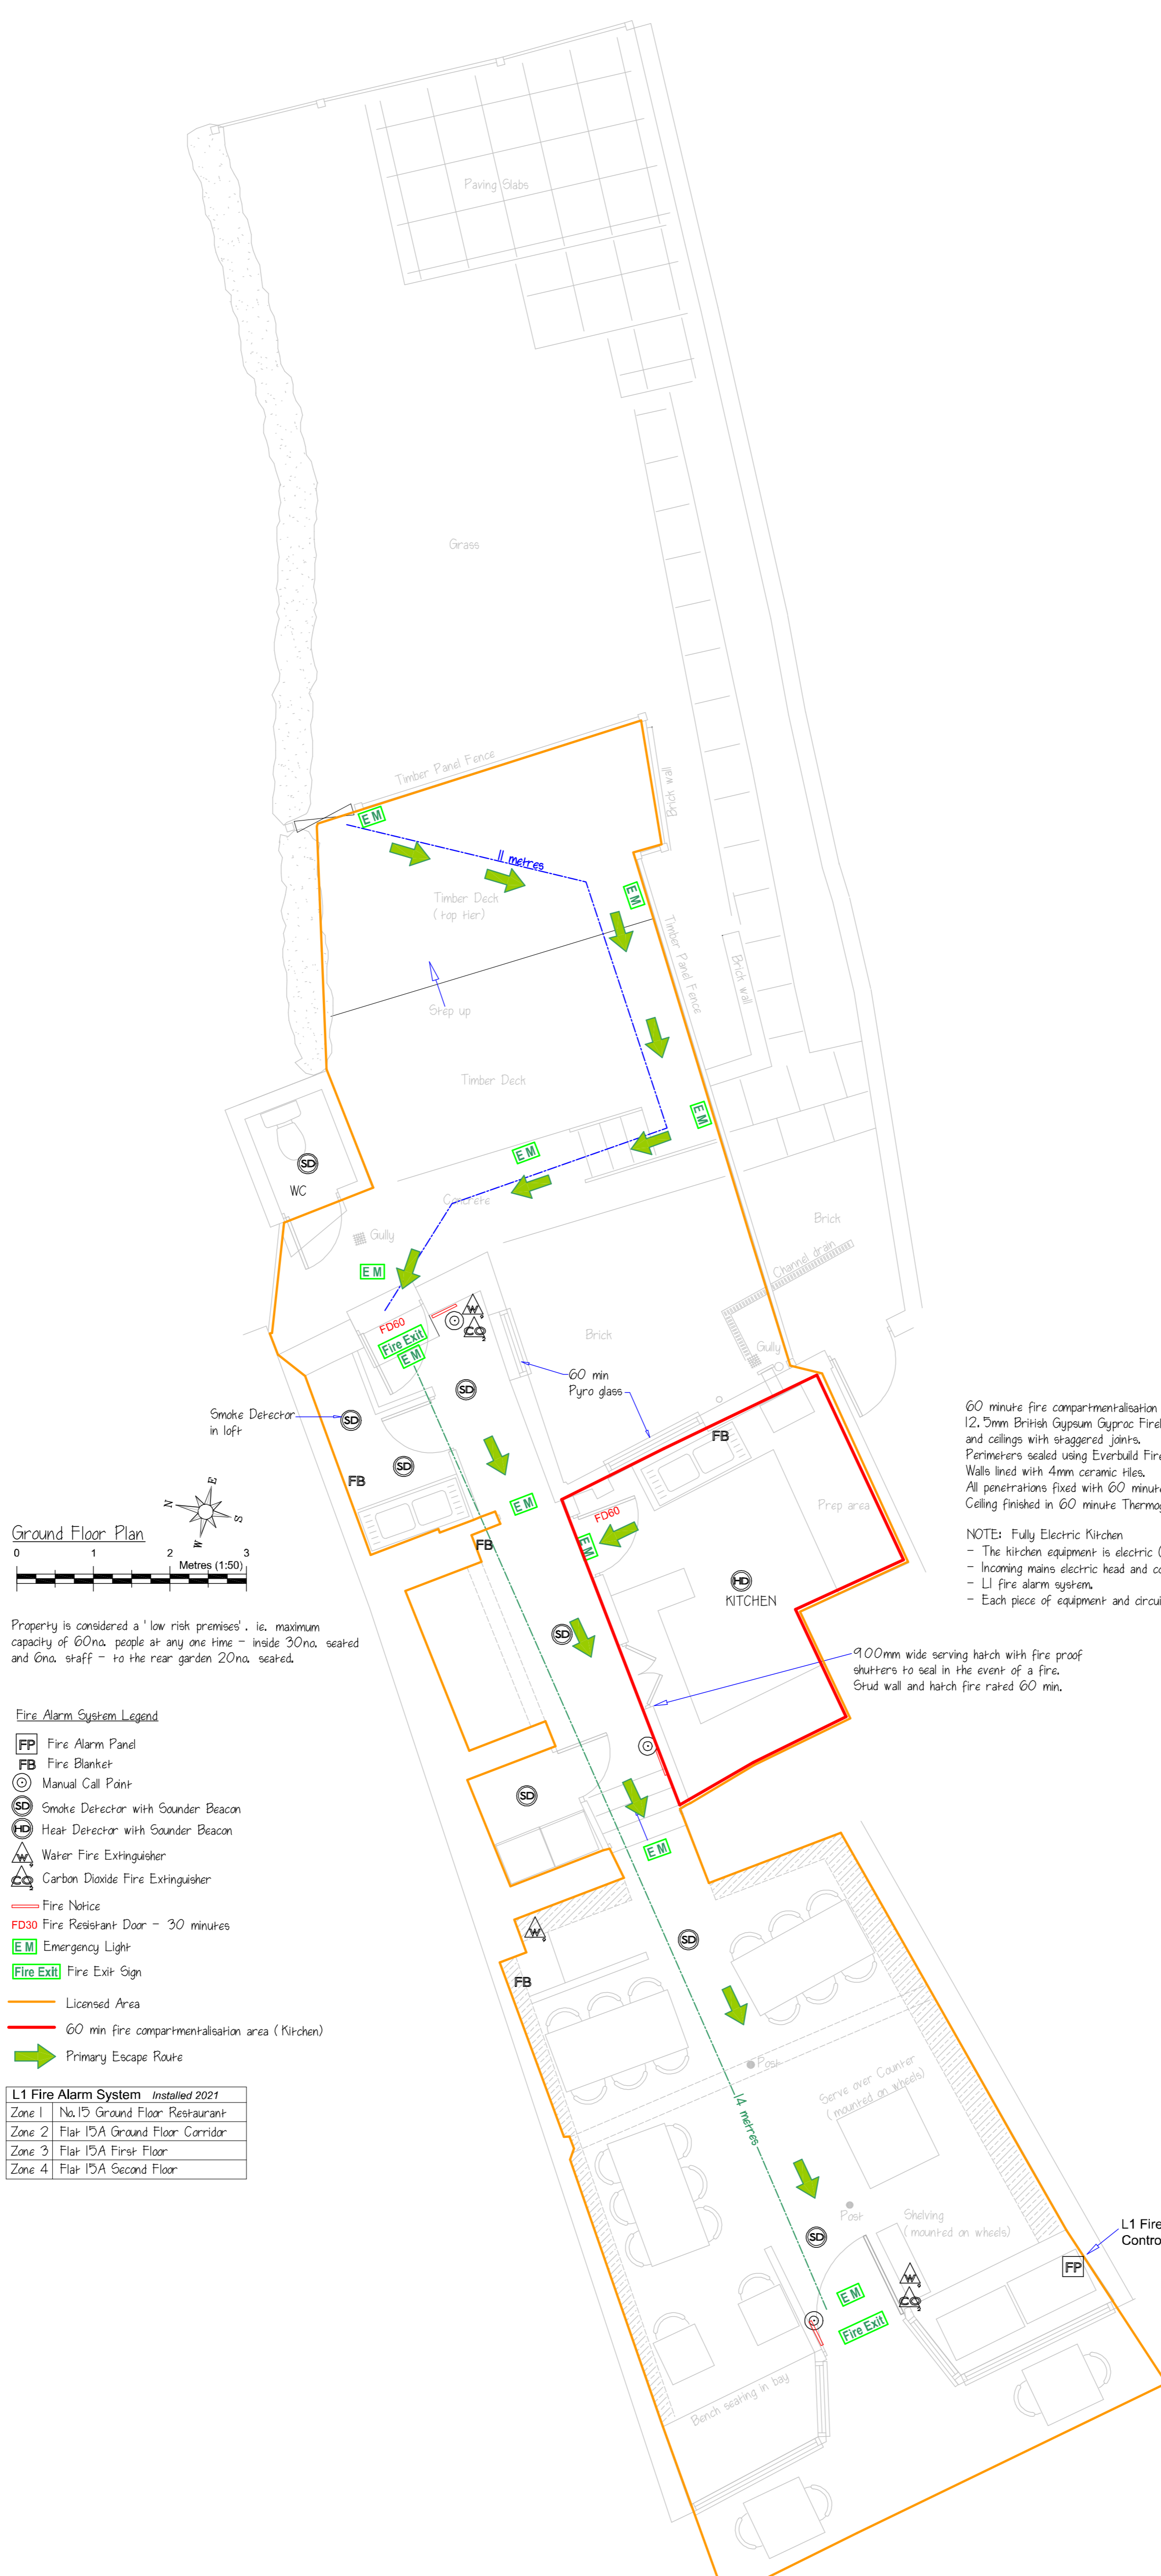 Paving Slabs
Grass
Timber Panel Fence
Brick wall
E M
11 metres
E M
Timber Deck
(top tier)
Timber Panel Fence
Brick wall
Step up
Timber Deck
E M
E M
SD
WC
Concrete
Gully
Brick
Channel drain
E M
W
FD60
CO2
Fire Exit
E M
Brick
Gully
60 min
Pyro glass
SD
Smoke Detector
in loft
SD
FB
SD
FB
E M
FB
FD60
E M
Prep area
HD
KITCHEN
SD
60 minute fire compartmentalisation
12.5mm British Gypsum Gyproc
and ceilings with staggered joints.
Perimeters sealed using Everbuild
Walls lined with 4mm ceramic tiles.
All penetrations fixed with 60
Ceiling finished in 60 minute
NOTE: Fully Electric Kitchen
- The kitchen equipment is electric (
- Incoming mains electric head and
- L1 fire alarm system.
- Each piece of equipment and
900mm wide serving hatch with fire proof
shutters to seal in the event of a fire.
Stud wall and hatch fire rated 60 min.
N
E
S
W
Ground Floor Plan
0 1 2 3
Metres (1:50)
Property is considered a 'low risk premises'. ie. maximum
capacity of 60no. people at any one time - inside 30no. seated
and 6no. staff - to the rear garden 20no. seated.
Fire Alarm System Legend
FP Fire Alarm Panel
FB Fire Blanket
Manual Call Point
SD Smoke Detector with Sounder Beacon
HD Heat Detector with Sounder Beacon
W Water Fire Extinguisher
CO2 Carbon Dioxide Fire Extinguisher
Fire Notice
FD30 Fire Resistant Door - 30 minutes
E M Emergency Light
Fire Exit Fire Exit Sign
Licensed Area
60 min fire compartmentalisation area (Kitchen)
Primary Escape Route
L1 Fire Alarm System Installed 2021
Zone 1 No.15 Ground Floor Restaurant
Zone 2 Flat 15A Ground Floor Corridor
Zone 3 Flat 15A First Floor
Zone 4 Flat 15A Second Floor
SD
E M
W
SD
FB
Post
Serve over Counter
(mounted on wheels)
14 metres
Post
Shelving
(mounted on wheels)
SD
L1 Fire
FP
W
CO2
E M
Fire Exit
Bench seating in bay